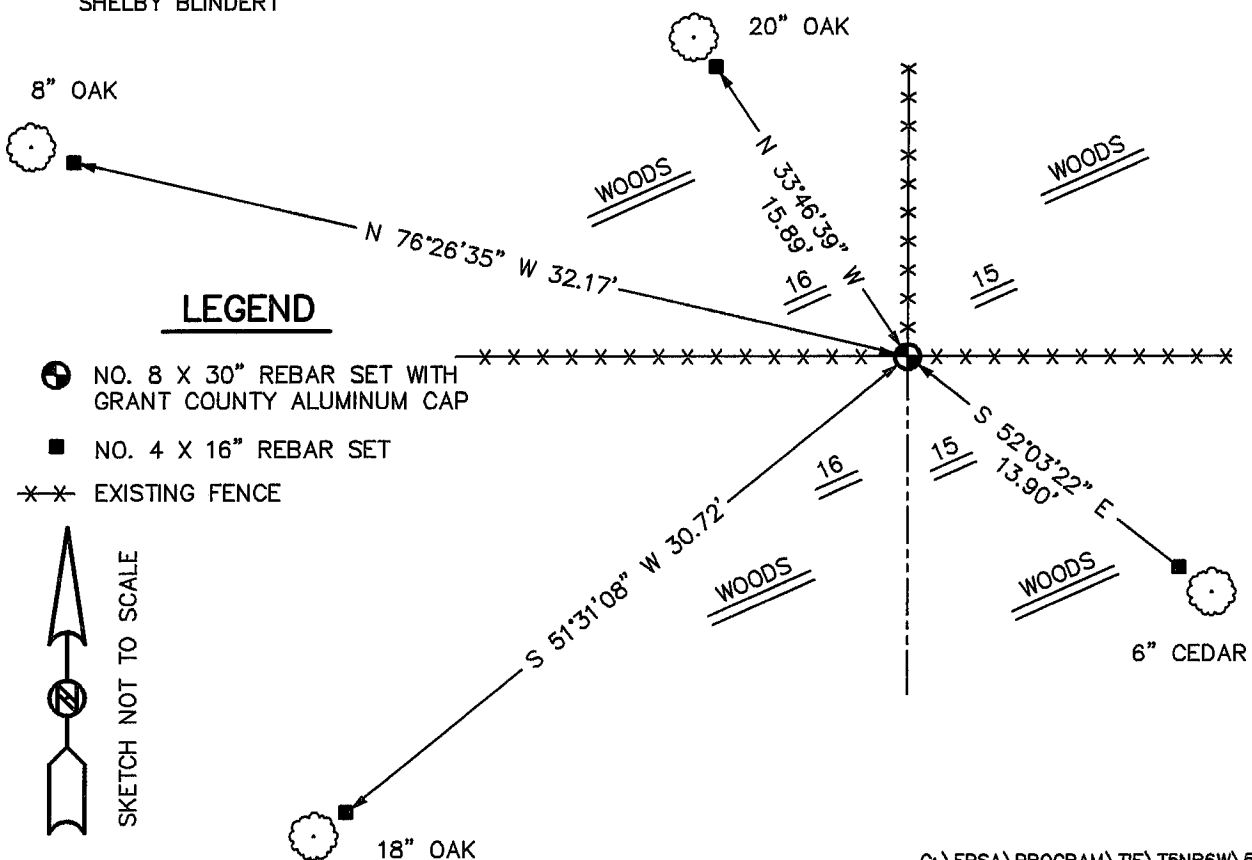 SHELBY BLINDERT
20" OAK
8" OAK
WOODS
WOODS
N 33°46'39" W
15.89'
N 76°26'35" W 32.17'
16
15
LEGEND
NO. 8 X 30" REBAR SET WITH
GRANT COUNTY ALUMINUM CAP
NO. 4 X 16" REBAR SET
EXISTING FENCE
S 52°03'22" E
13.90'
16
15
S 51°31'08" W 30.72'
WOODS
WOODS
6" CEDAR
N
SKETCH NOT TO SCALE
18" OAK